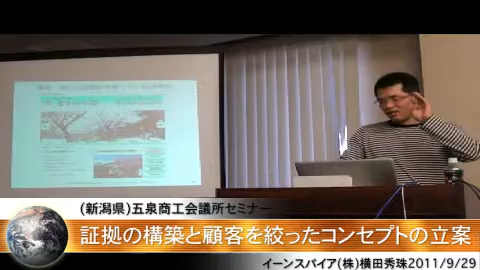 (新潟県)五泉商工会議所セミナー
証拠の構築と顧客を絞ったコンセプトの立案
イーンスパイア(株)横田秀珠2011/9/29